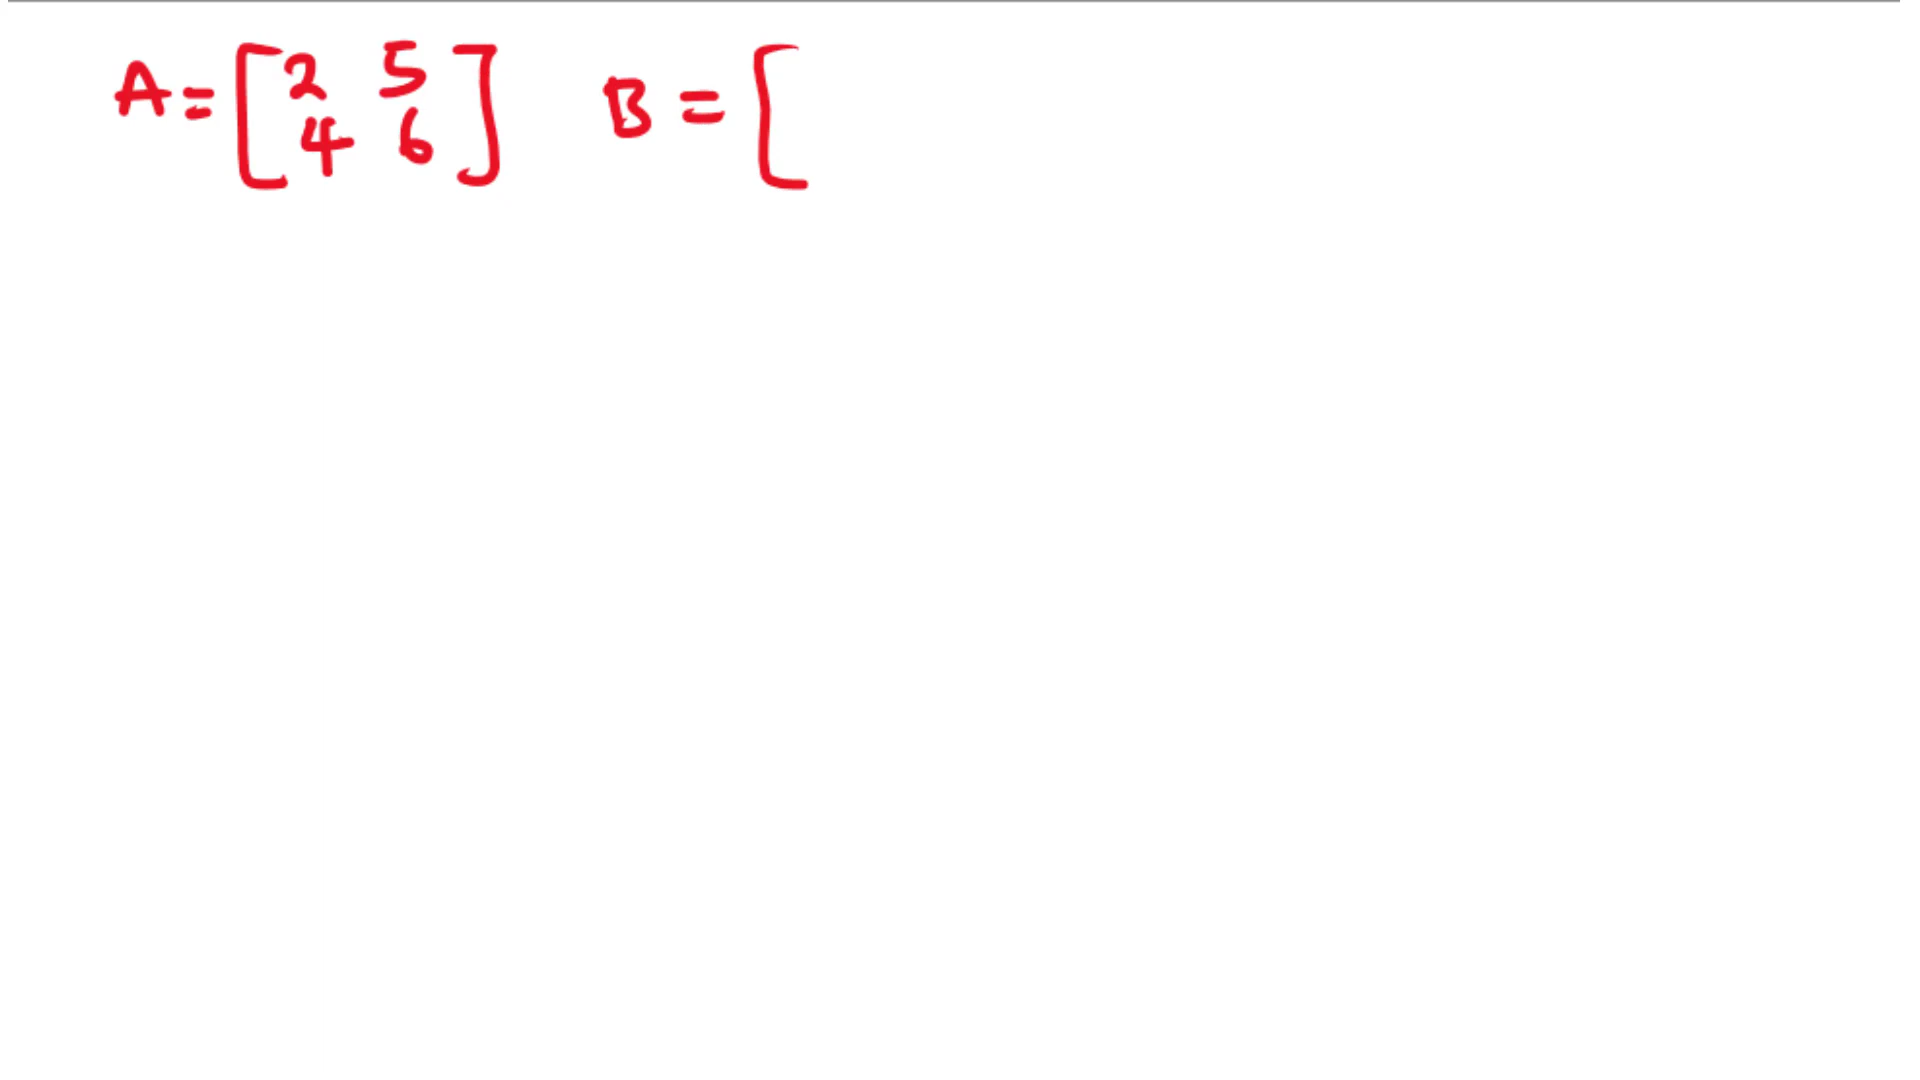 A = [2 5 B = [
4 6]